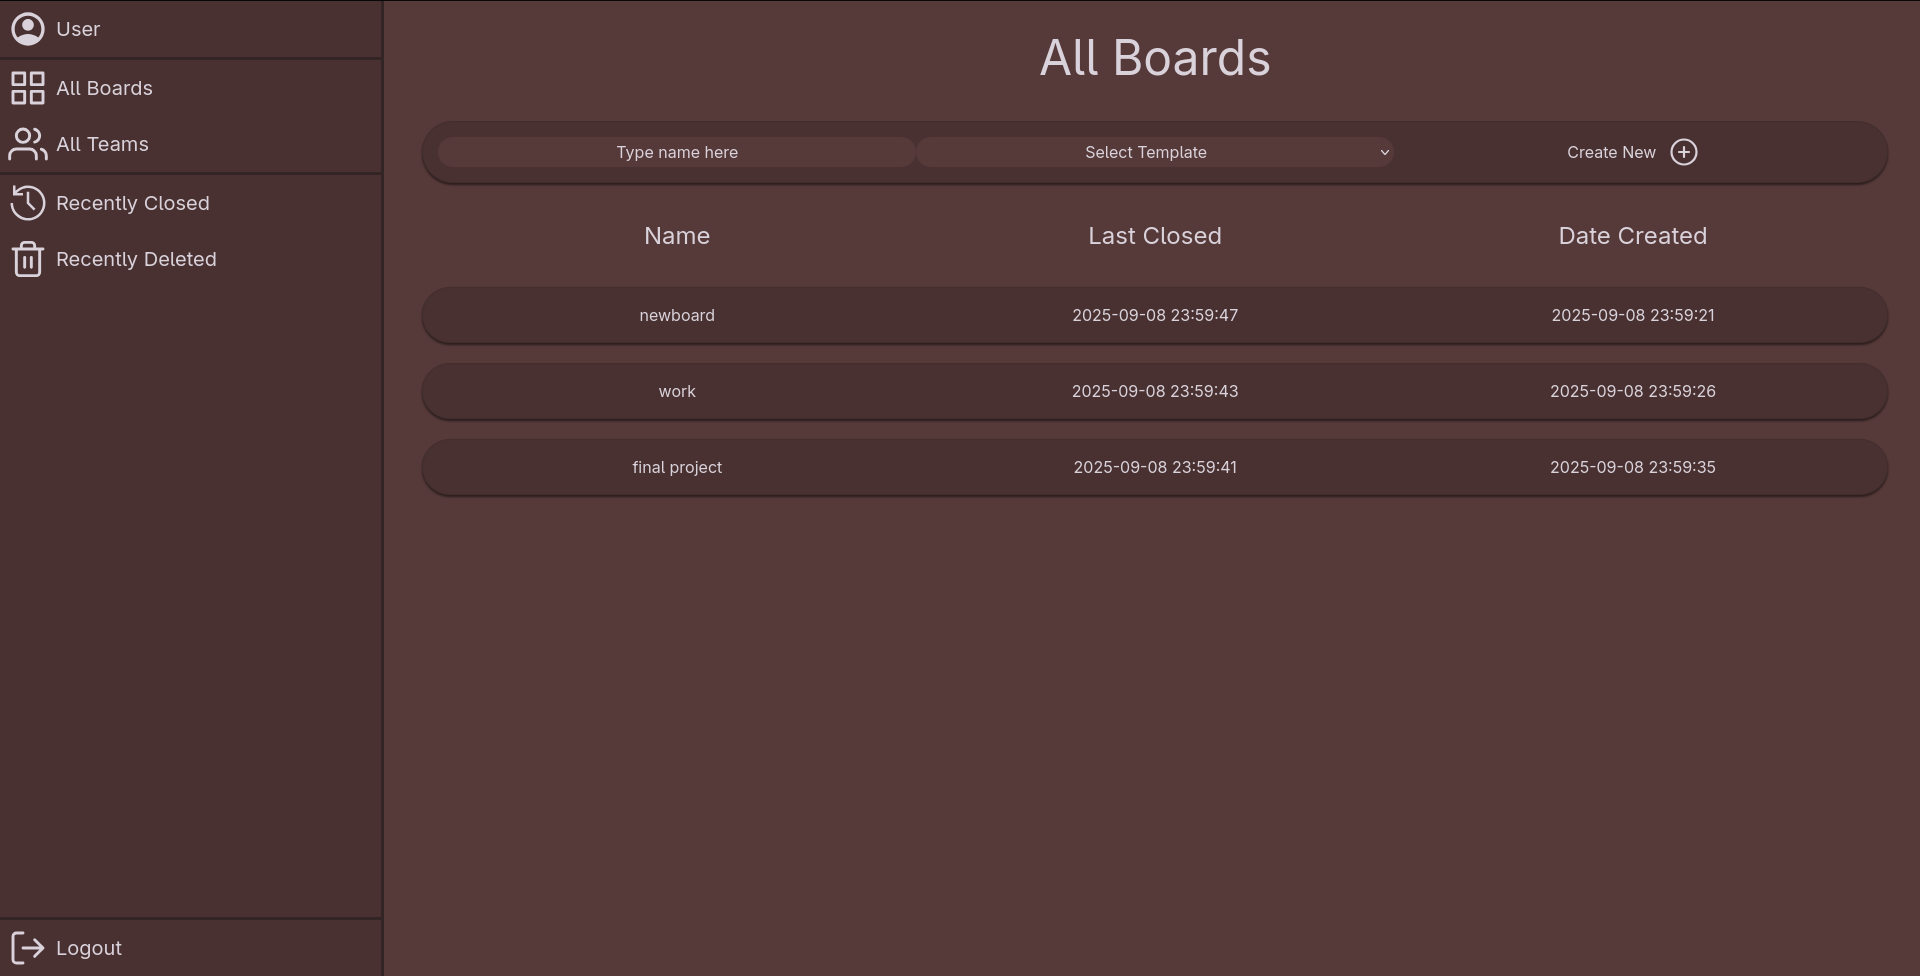 User
All Boards
All Teams
Recently Closed
Recently Deleted
Logout
All Boards
Type name here Select Template Create New
Name Last Closed Date Created
newboard 2025-09-08 23:59:47 2025-09-08 23:59:21
work 2025-09-08 23:59:43 2025-09-08 23:59:26
final project 2025-09-08 23:59:41 2025-09-08 23:59:35